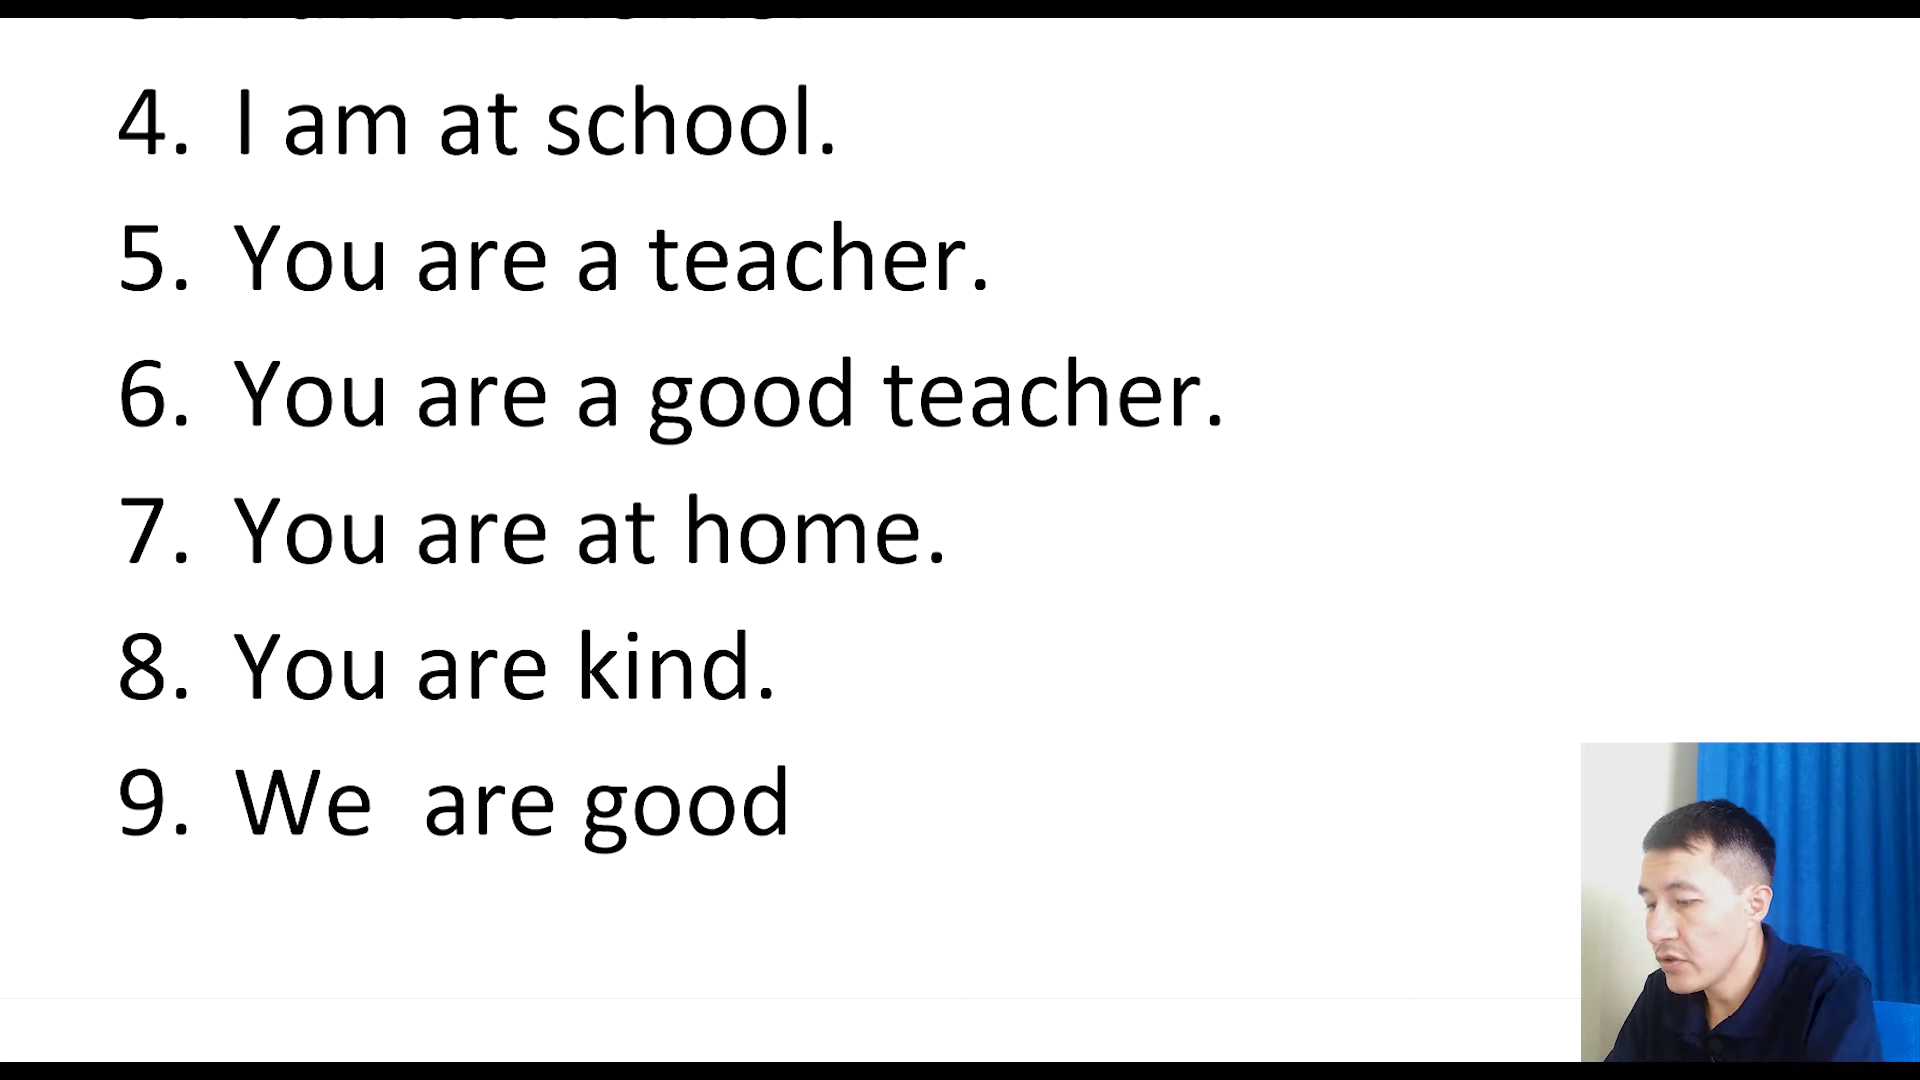 4. I am at school.
5. You are a teacher.
6. You are a good teacher.
7. You are at home.
8. You are kind.
9. We  are good